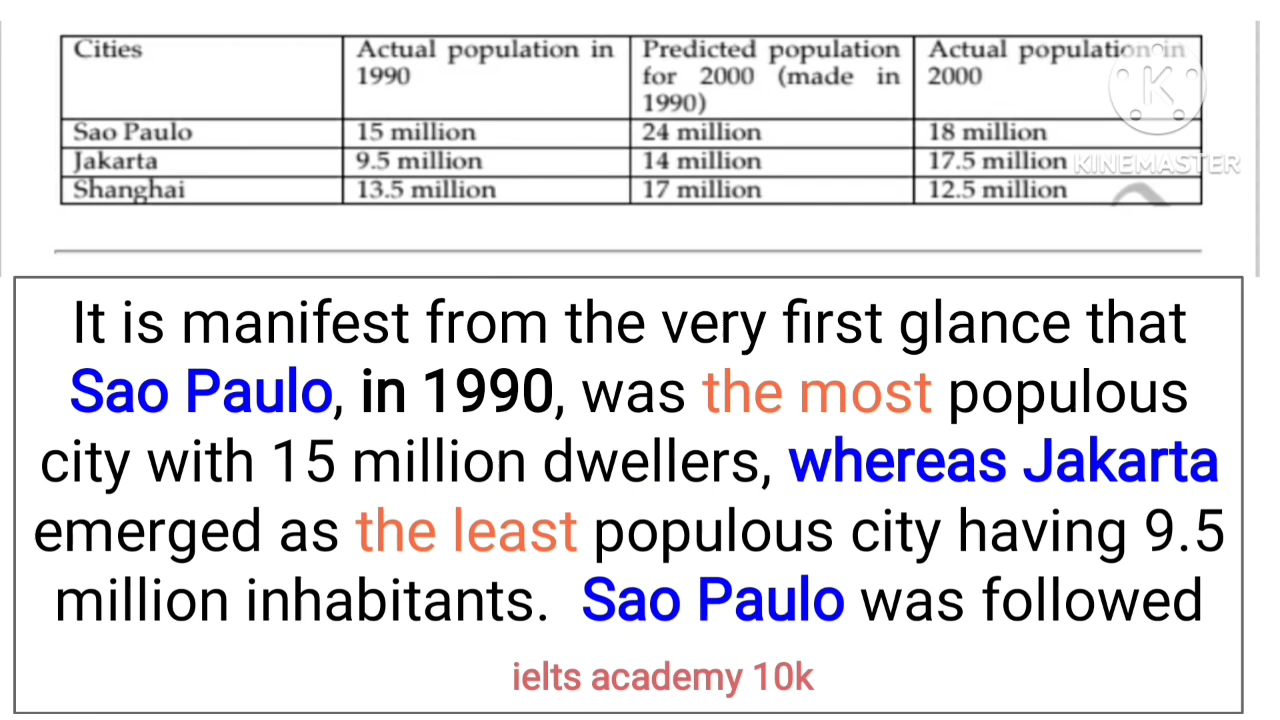 Cities Actual population in 1990 Predicted population for 2000 (made in 1990) Actual population in 2000
Sao Paulo 15 million 24 million 18 million
Jakarta 9.5 million 14 million 17.5 million
Shanghai 13.5 million 17 million 12.5 million
KINEMASTER
It is manifest from the very first glance that
Sao Paulo, in 1990, was the most populous
city with 15 million dwellers, whereas Jakarta
emerged as the least populous city having 9.5
million inhabitants. Sao Paulo was followed
ielts academy 10k